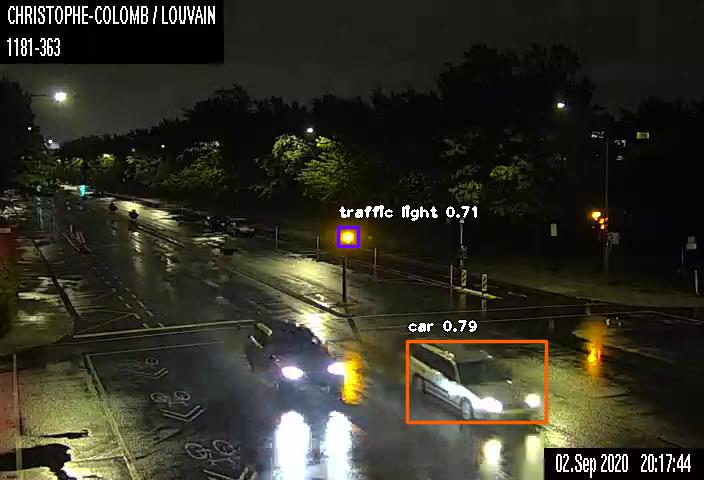 CHRISTOPHE-COLOMB / LOUVAIN
1181-363
traffic light 0.71
car 0.79
02.Sep 2020 20:17:44